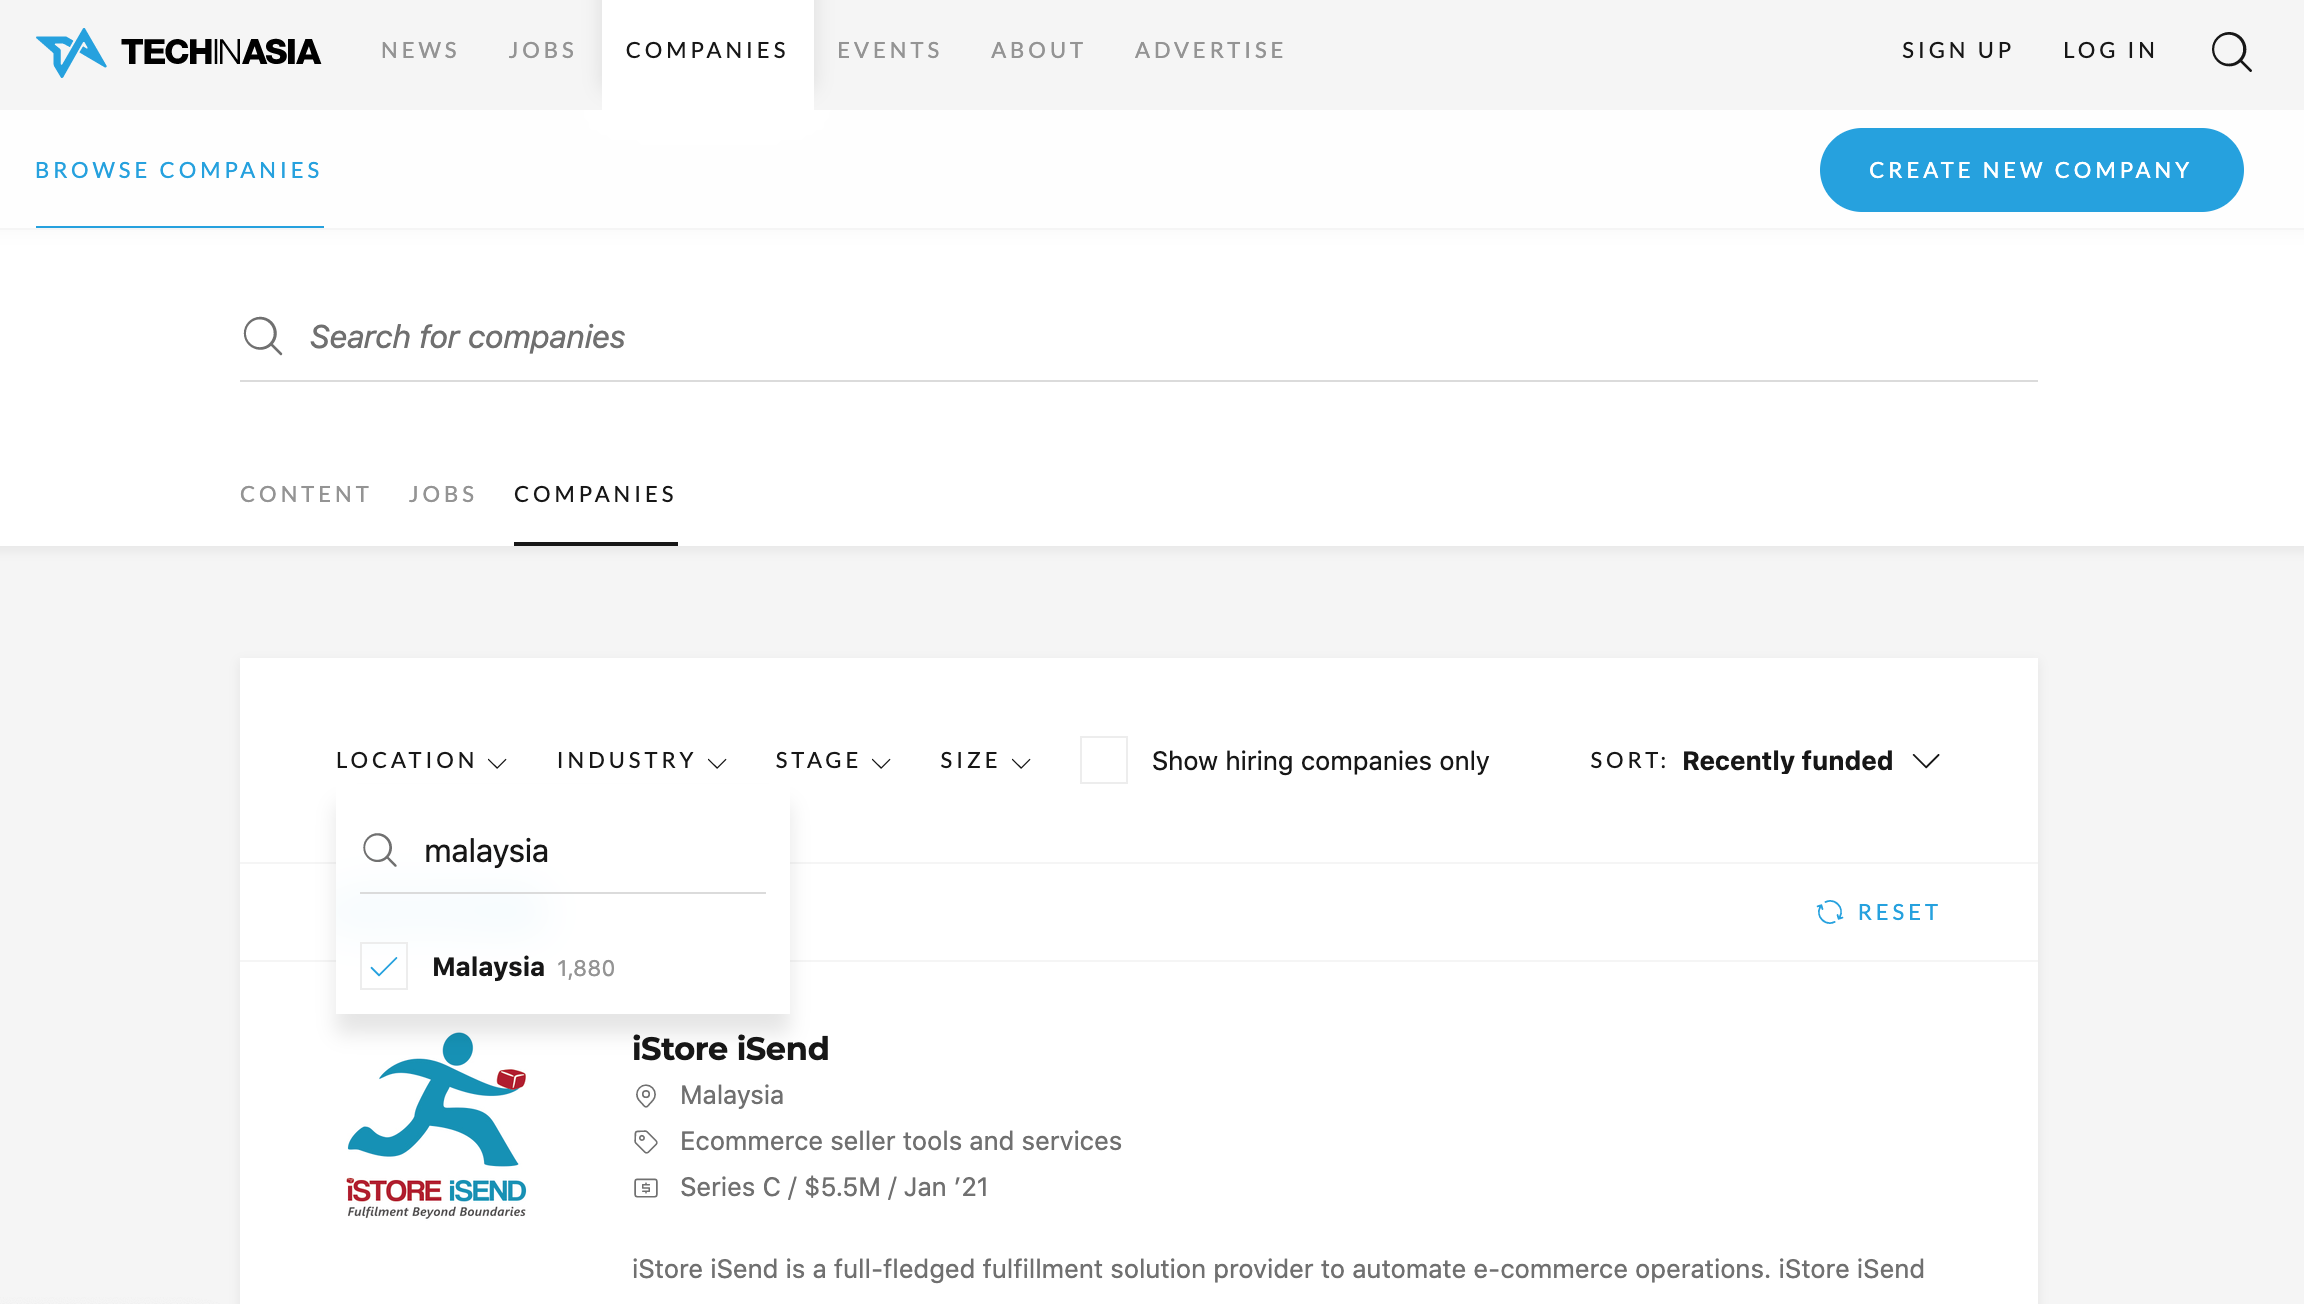 TECHINASIA NEWS JOBS COMPANIES EVENTS ABOUT ADVERTISE SIGN UP LOG IN
BROWSE COMPANIES CREATE NEW COMPANY
Search for companies
CONTENT JOBS COMPANIES
LOCATION INDUSTRY STAGE SIZE Show hiring companies only SORT: Recently funded
malaysia
RESET
Malaysia 1,880
iStore iSend
Malaysia
Ecommerce seller tools and services
Series C / $5.5M / Jan ’21
iSTORE iSEND
Fulfilment Beyond Boundaries
iStore iSend is a full-fledged fulfillment solution provider to automate e-commerce operations. iStore iSend